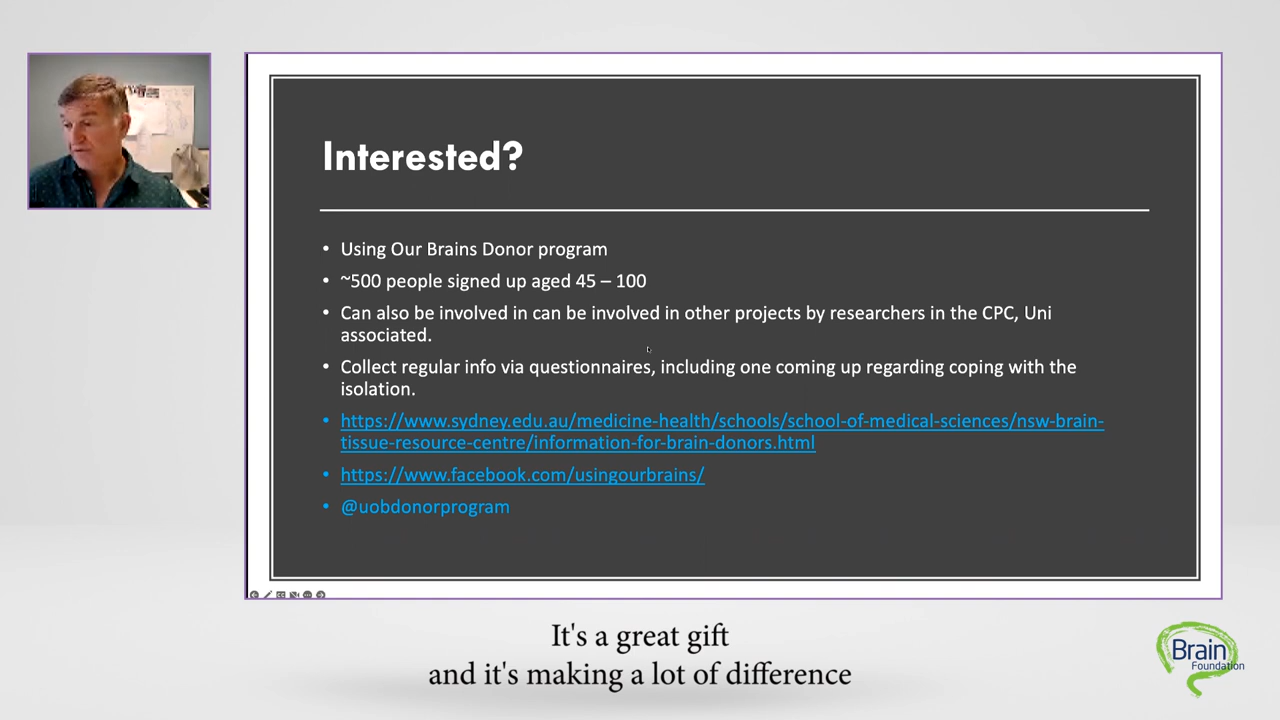 Interested?
• Using Our Brains Donor program
• ~500 people signed up aged 45 – 100
• Can also be involved in can be involved in other projects by researchers in the CPC, Uni
associated.
• Collect regular info via questionnaires, including one coming up regarding coping with the
isolation.
• https://www.sydney.edu.au/medicine-health/schools/school-of-medical-sciences/nsw-brain-
tissue-resource-centre/information-for-brain-donors.html
• https://www.facebook.com/usingourbrains/
• @uobdonorprogram
It's a great gift
and it's making a lot of difference
Brain
Foundation